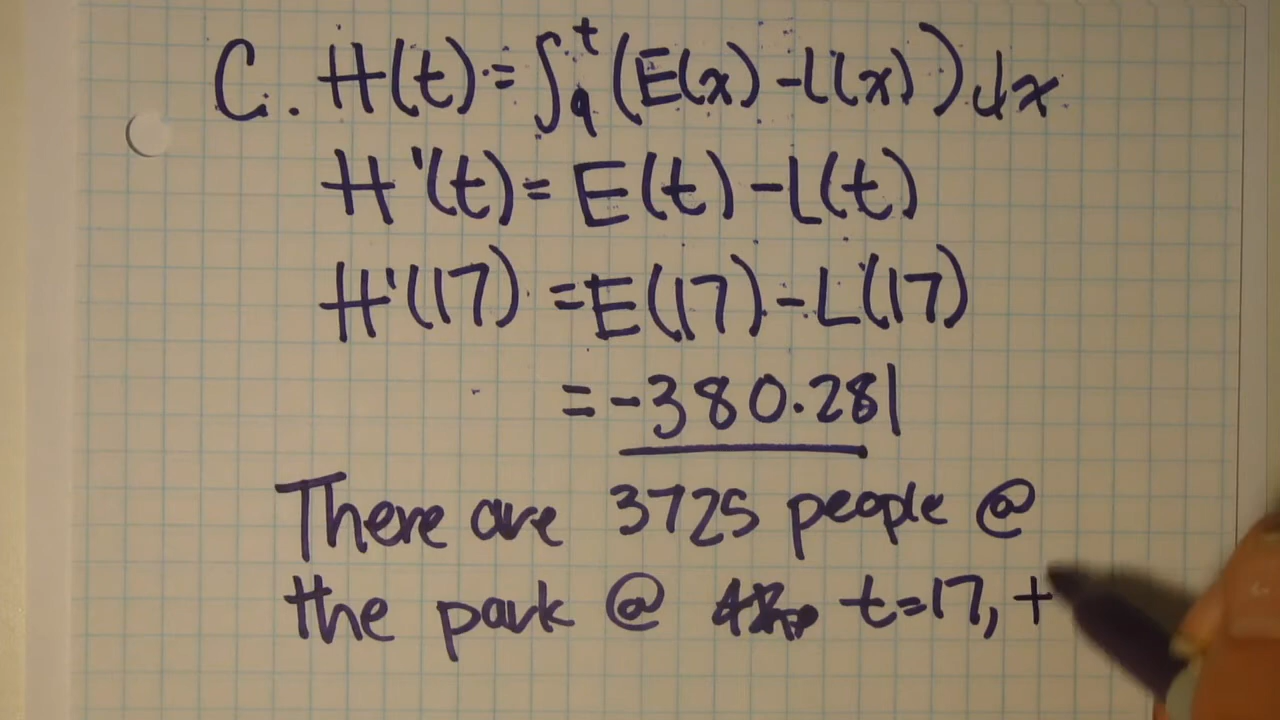 C. H(t) = ∫₉ᵗ (E(x) - L(x)) dx
H'(t) = E(t) - L(t)
H'(17) = E(17) - L(17)
= -380.281
There are 3725 people @
the park @ t=17, t